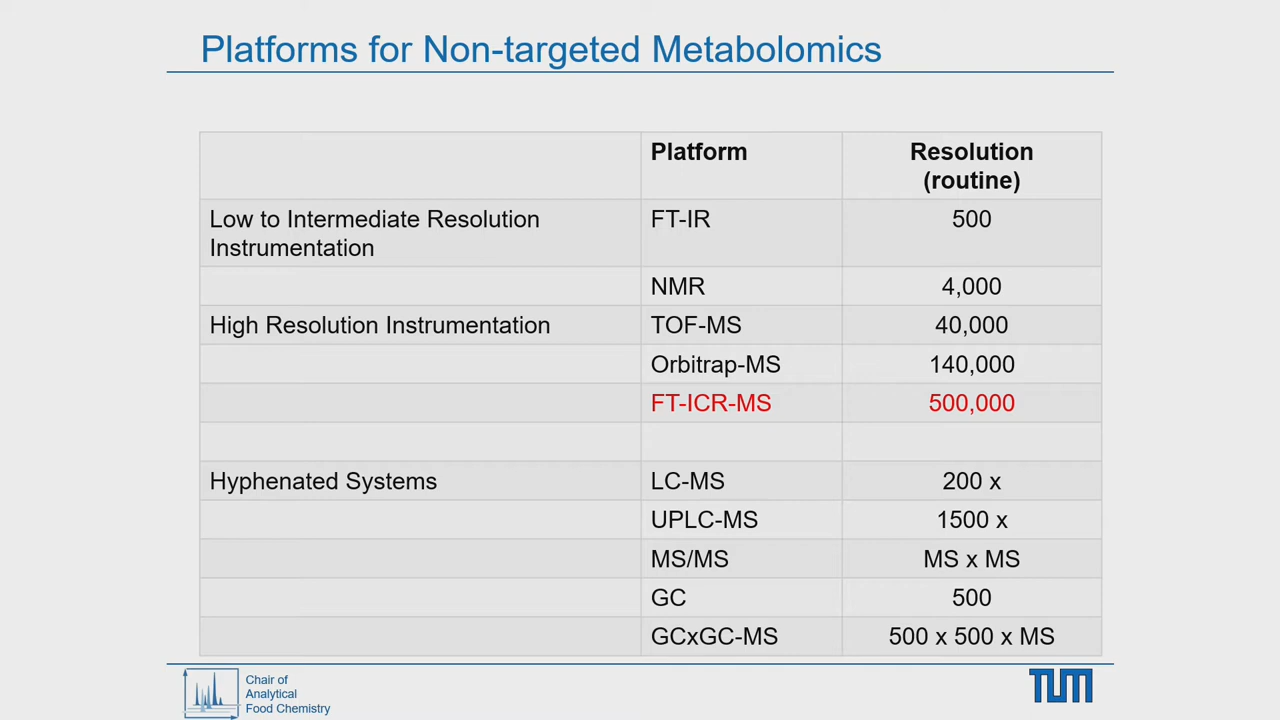 Platforms for Non-targeted Metabolomics
Platform
Resolution
(routine)
Low to Intermediate Resolution
Instrumentation
FT-IR
500
NMR
4,000
High Resolution Instrumentation
TOF-MS
40,000
Orbitrap-MS
140,000
FT-ICR-MS
500,000
Hyphenated Systems
LC-MS
200 x
UPLC-MS
1500 x
MS/MS
MS x MS
GC
500
GCxGC-MS
500 x 500 x MS
Chair of
Analytical
Food Chemistry
TUM